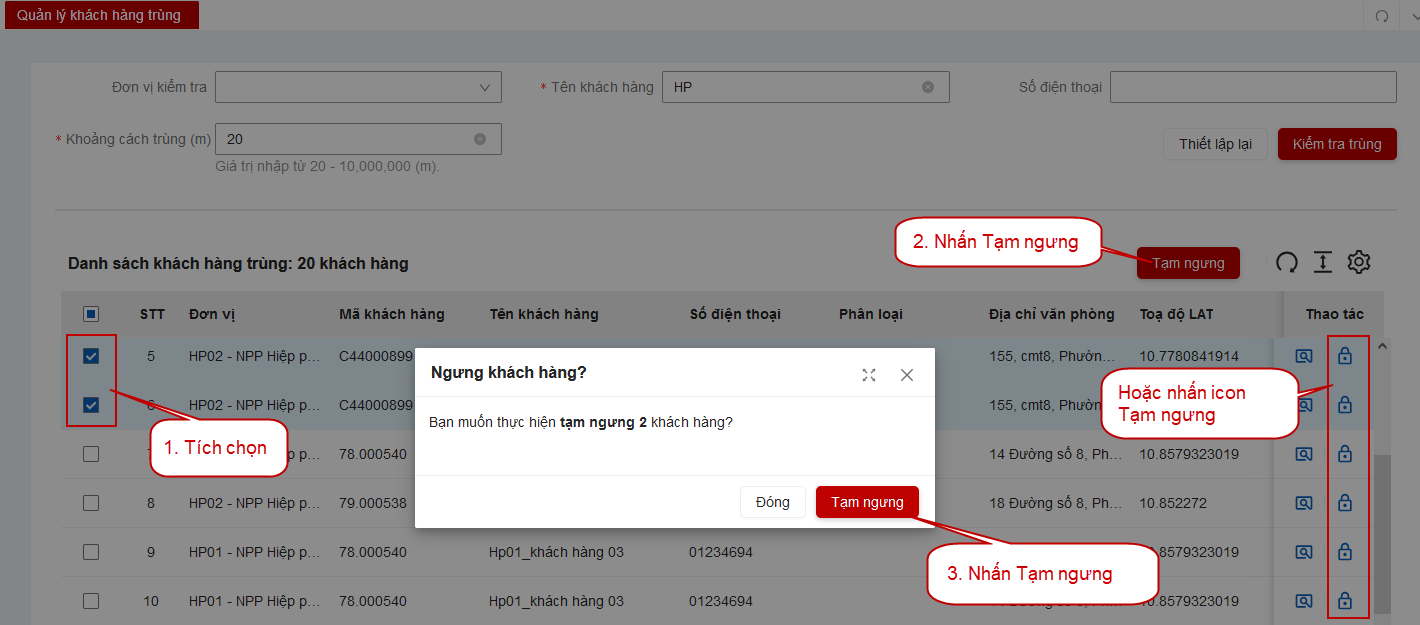 Quản lý khách hàng trùng
Đơn vị kiểm tra
* Tên khách hàng HP
Số điện thoại
* Khoảng cách trùng (m) 20
Giá trị nhập từ 20 - 10,000,000 (m).
Thiết lập lại
Kiểm tra trùng
2. Nhấn Tạm ngưng
Danh sách khách hàng trùng: 20 khách hàng
Tạm ngưng
STT Đơn vị Mã khách hàng Tên khách hàng Số điện thoại Phân loại Địa chỉ văn phòng Toạ độ LAT Thao tác
5 HP02 - NPP Hiệp p... C44000899 155, cmt8, Phườn... 10.7780841914
HP02 - NPP Hiệp p... C44000899 155, cmt8,
78.000540 14 Đường số 8, Ph... 10.8579323019
8 HP02 - NPP Hiệp p... 79.000538 18 Đường số 8, Ph... 10.852272
9 HP01 - NPP Hiệp p... 78.000540 Hp01_khách hàng 03 01234694
10 HP01 - NPP Hiệp p... 78.000540 Hp01_khách hàng 03 01234694
1. Tích chọn
Hoặc nhấn icon
Tạm ngưng
Ngưng khách hàng?
Bạn muốn thực hiện tạm ngưng 2 khách hàng?
Đóng
Tạm ngưng
3. Nhấn Tạm ngưng